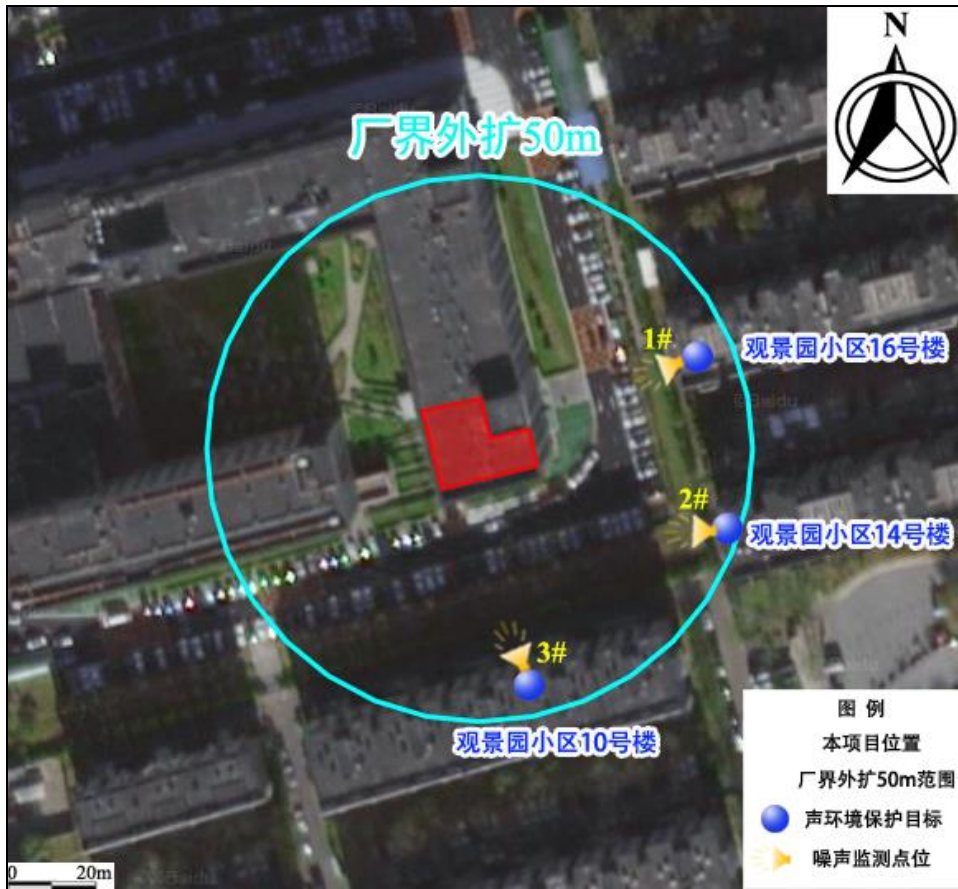 N
厂界外扩50m
1#
观景园小区16号楼
2#
观景园小区14号楼
3#
观景园小区10号楼
图 例
本项目位置
厂界外扩50m范围
声环境保护目标
噪声监测点位
0 20m